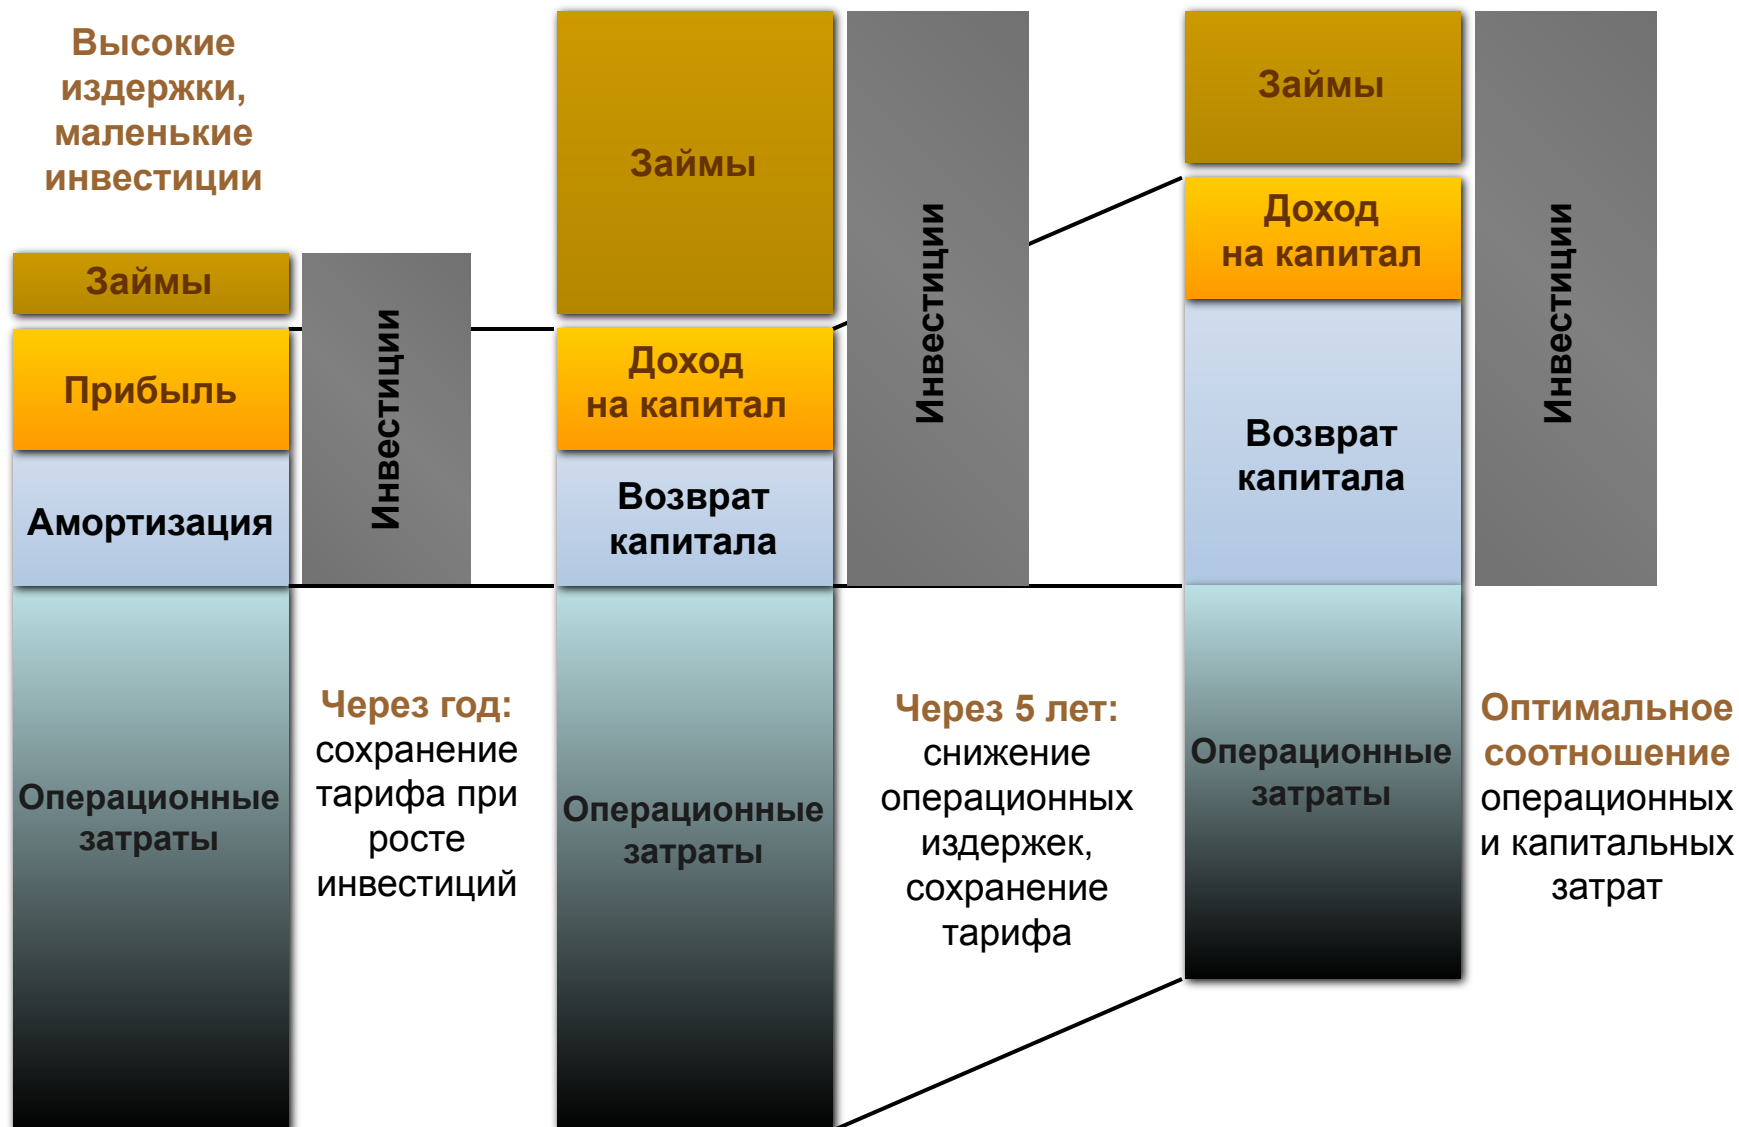 Высокие
издержки,
маленькие
инвестиции
Займы
Прибыль
Амортизация
Операционные
затраты
Инвестиции
Через год:
сохранение
тарифа при
росте
инвестиций
Займы
Доход
на капитал
Возврат
капитала
Операционные
затраты
Инвестиции
Через 5 лет:
снижение
операционных
издержек,
сохранение
тарифа
Займы
Доход
на капитал
Возврат
капитала
Операционные
затраты
Инвестиции
Оптимальное
соотношение
операционных
и капитальных
затрат